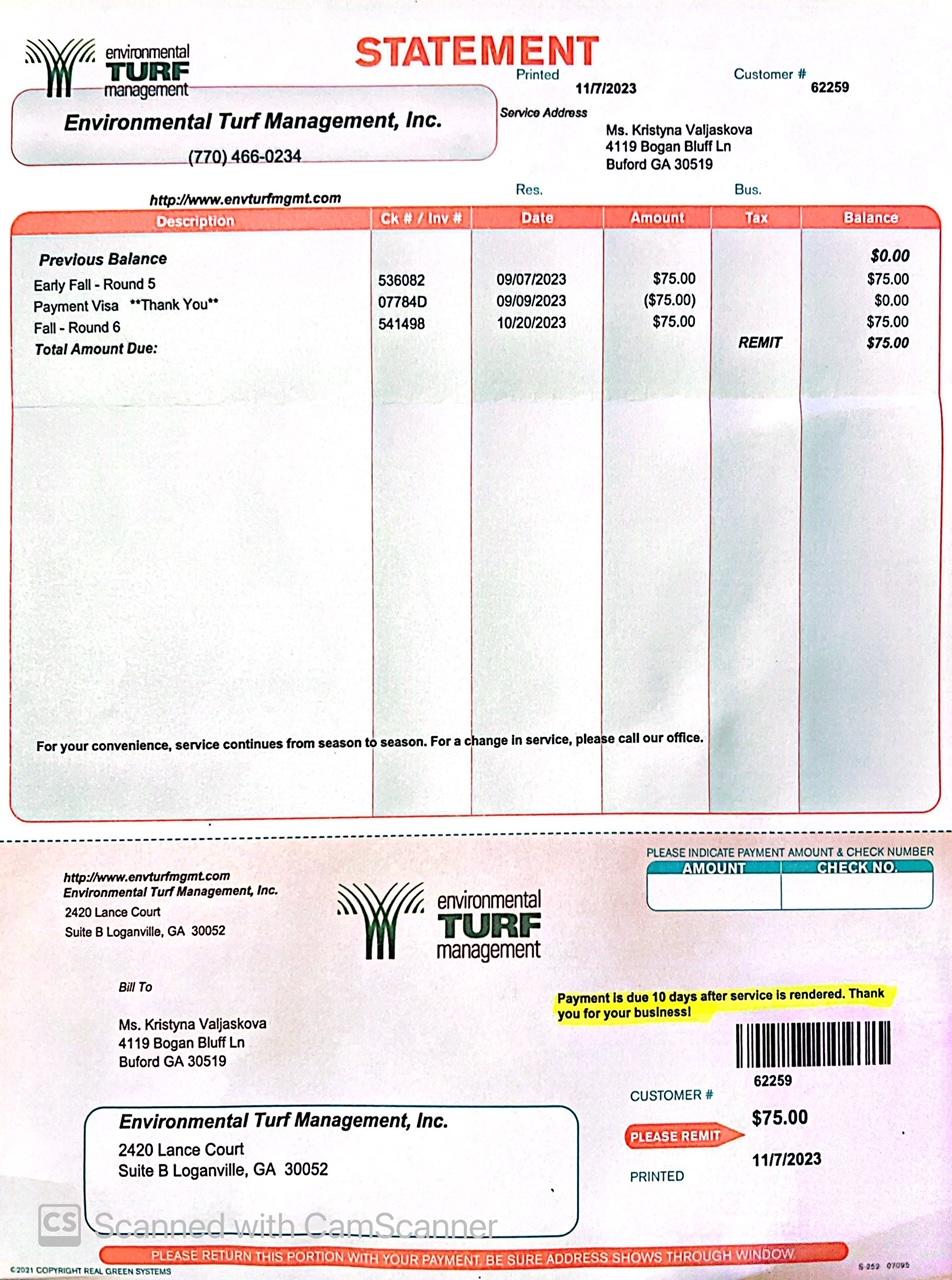 environmental
TURF
management
STATEMENT
Printed
11/7/2023
Customer #
62259
Environmental Turf Management, Inc.
(770) 466-0234
Service Address
Ms. Kristyna Valjaskova
4119 Bogan Bluff Ln
Buford GA 30519
http://www.envturfmgmt.com
Res. Bus.
Description Ck # / Inv # Date Amount Tax Balance
Previous Balance $0.00
Early Fall - Round 5 536082 09/07/2023 $75.00 $75.00
Payment Visa **Thank You** 07784D 09/09/2023 ($75.00) $0.00
Fall - Round 6 541498 10/20/2023 $75.00 $75.00
Total Amount Due: REMIT $75.00
For your convenience, service continues from season to season. For a change in service, please call our office.
PLEASE INDICATE PAYMENT AMOUNT & CHECK NUMBER
AMOUNT CHECK NO.
http://www.envturfmgmt.com
Environmental Turf Management, Inc.
2420 Lance Court
Suite B Loganville, GA 30052
environmental
TURF
management
Bill To
Ms. Kristyna Valjaskova
4119 Bogan Bluff Ln
Buford GA 30519
Payment is due 10 days after service is rendered. Thank
you for your business!
62259
CUSTOMER #
$75.00
PLEASE REMIT
11/7/2023
PRINTED
Environmental Turf Management, Inc.
2420 Lance Court
Suite B Loganville, GA 30052
CS Scanned with CamScanner
PLEASE RETURN THIS PORTION WITH YOUR PAYMENT, BE SURE ADDRESS SHOWS THROUGH WINDOW.
©2021 COPYRIGHT REAL GREEN SYSTEMS